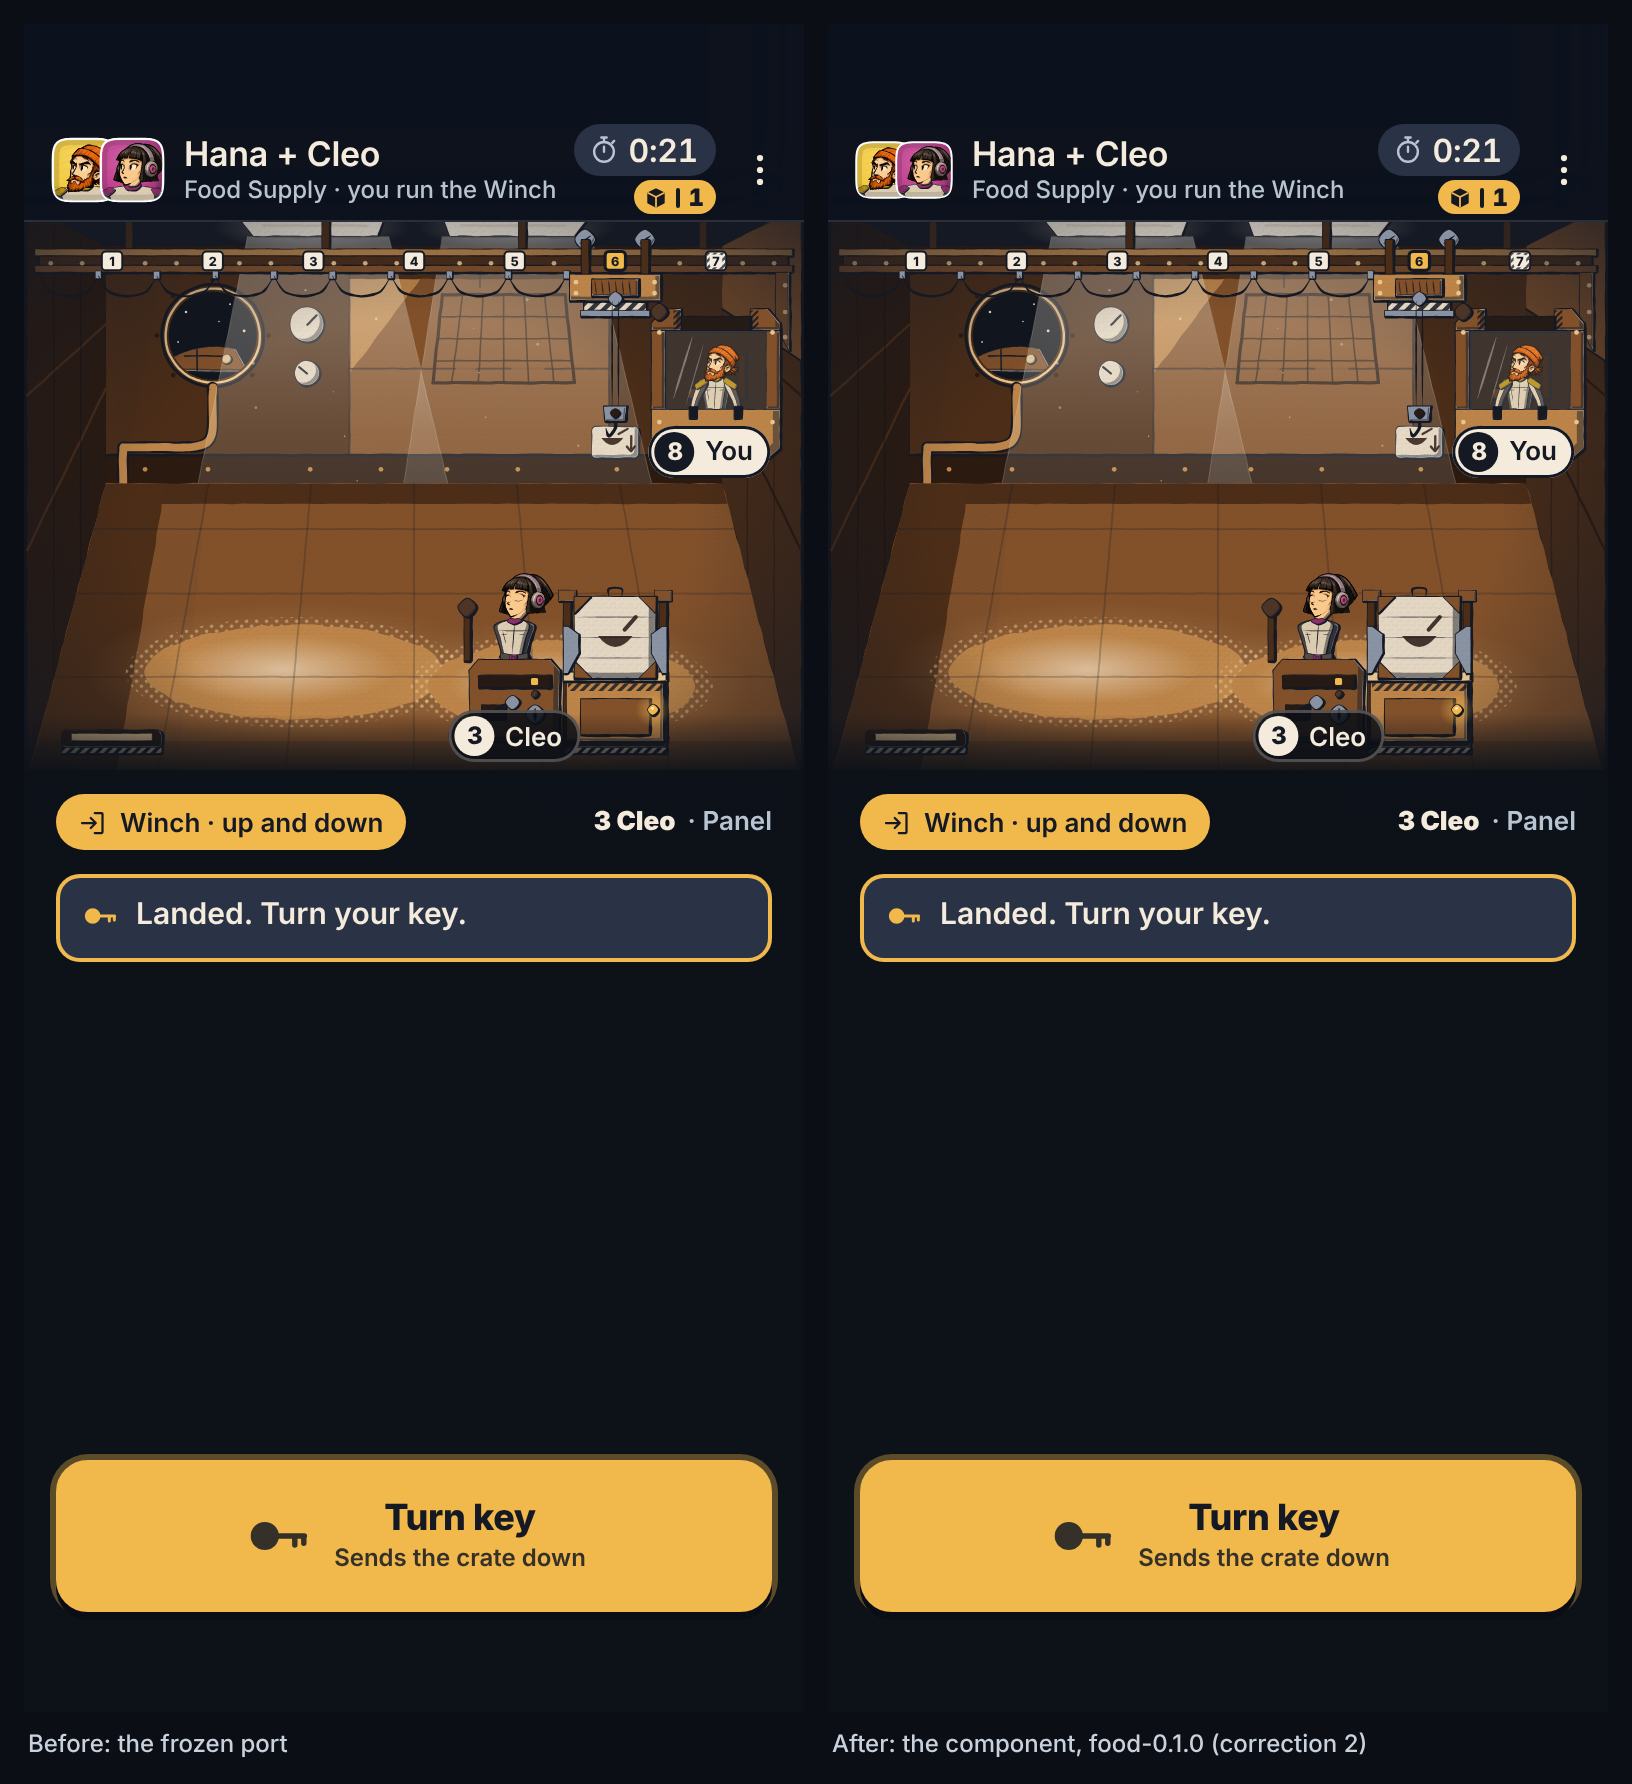 Hana + Cleo
Food Supply · you run the Winch
0:21
1
1 2 3 4 5 6 7
8 You
3 Cleo
Winch · up and down
3 Cleo · Panel
Landed. Turn your key.
Turn key
Sends the crate down
Before: the frozen port
Hana + Cleo
Food Supply · you run the Winch
0:21
1
1 2 3 4 5 6 7
8 You
3 Cleo
Winch · up and down
3 Cleo · Panel
Landed. Turn your key.
Turn key
Sends the crate down
After: the component, food-0.1.0 (correction 2)